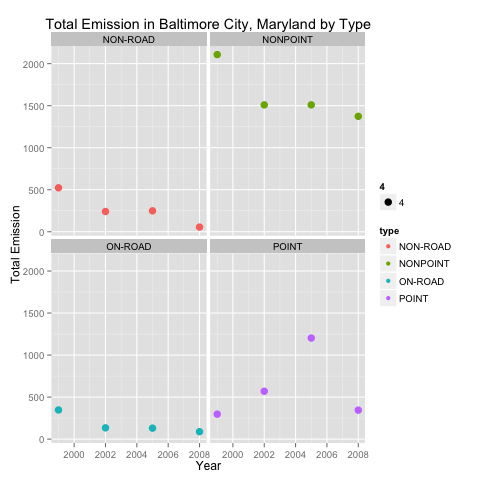 Total Emission in Baltimore City, Maryland by Type
NON-ROAD NONPOINT
2000
1500
1000
500
0
ON-ROAD POINT
2000
1500
1000
500
0
2000 2002 2004 2006 2008 2000 2002 2004 2006 2008
Year
Total Emission
4
4
type
NON-ROAD
NONPOINT
ON-ROAD
POINT